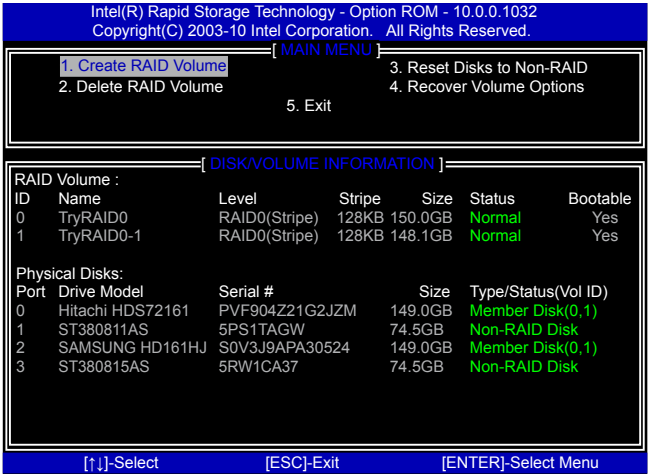 Intel(R) Rapid Storage Technology - Option ROM - 10.0.0.1032
Copyright(C) 2003-10 Intel Corporation. All Rights Reserved.
[ MAIN MENU ]
1. Create RAID Volume 3. Reset Disks to Non-RAID
2. Delete RAID Volume 4. Recover Volume Options
5. Exit
[ DISK/VOLUME INFORMATION ]
RAID Volume :
ID Name Level Stripe Size Status Bootable
0 TryRAID0 RAID0(Stripe) 128KB 150.0GB Normal Yes
1 TryRAID0-1 RAID0(Stripe) 128KB 148.1GB Normal Yes
Physical Disks:
Port Drive Model Serial # Size Type/Status(Vol ID)
0 Hitachi HDS72161 PVF904Z21G2JZM 149.0GB Member Disk(0,1)
1 ST380811AS 5PS1TAGW 74.5GB Non-RAID Disk
2 SAMSUNG HD161HJ S0V3J9APA30524 149.0GB Member Disk(0,1)
3 ST380815AS 5RW1CA37 74.5GB Non-RAID Disk
[↑↓]-Select [ESC]-Exit [ENTER]-Select Menu